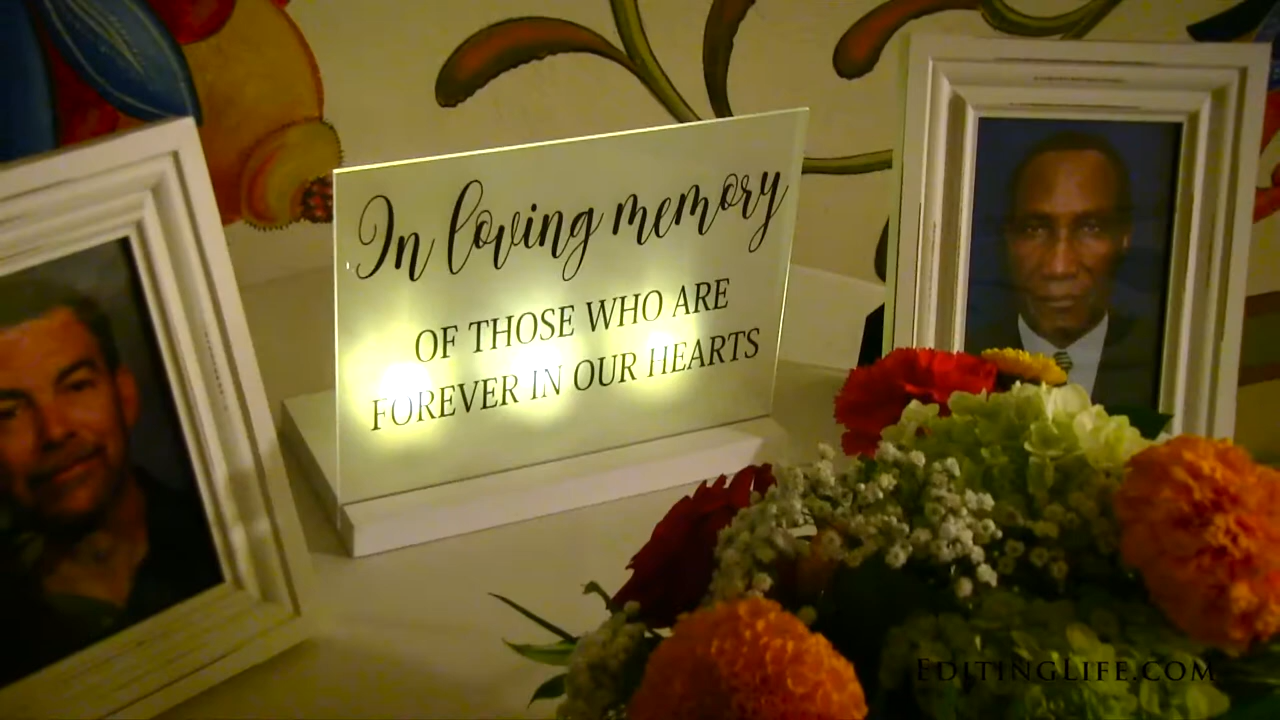 In loving memory
OF THOSE WHO ARE
FOREVER IN OUR HEARTS
EDITINGLIFE.COM